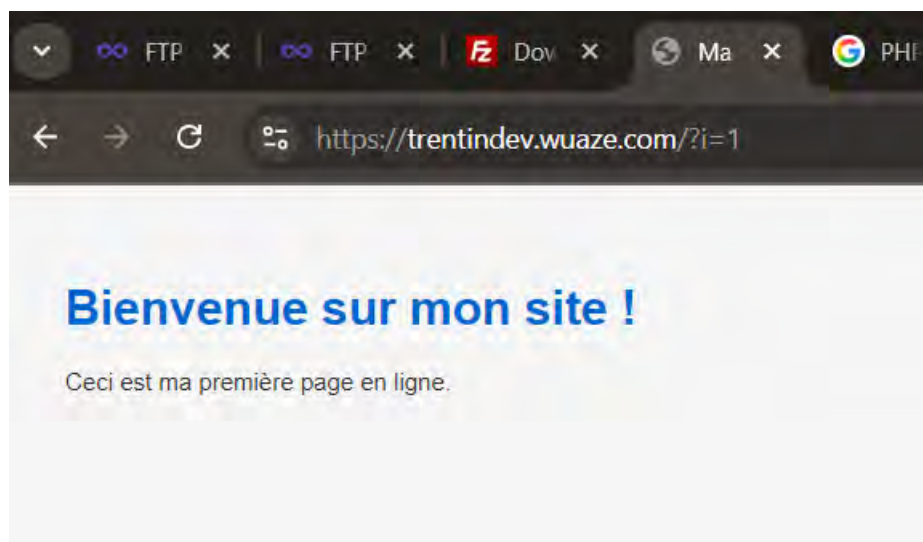 FTP FTP Fz Dov Ma G PHI
https://trentindev.wuaze.com/?i=1
Bienvenue sur mon site !
Ceci est ma première page en ligne.